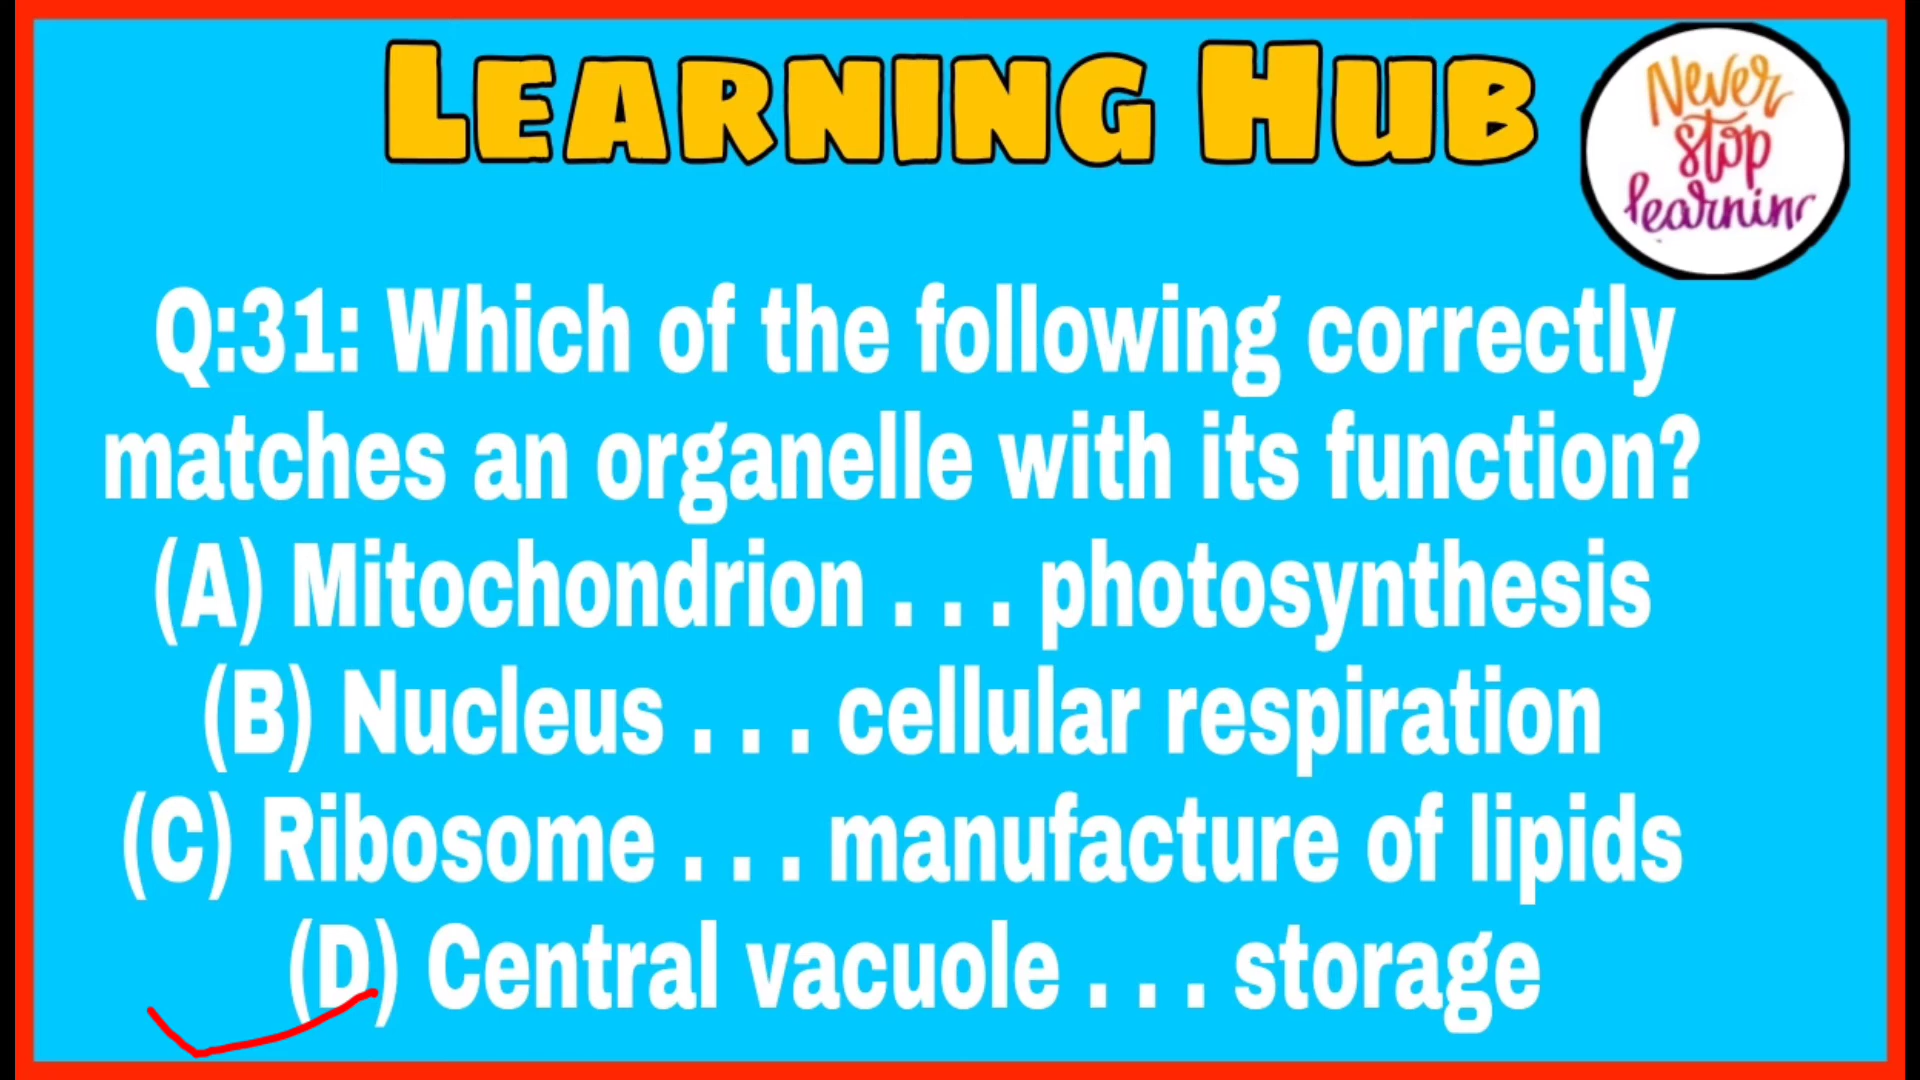 LEARNING HUB
Never
stop
learnin
Q:31: Which of the following correctly
matches an organelle with its function?
(A) Mitochondrion . . . photosynthesis
(B) Nucleus . . . cellular respiration
(C) Ribosome . . . manufacture of lipids
(D) Central vacuole . . . storage